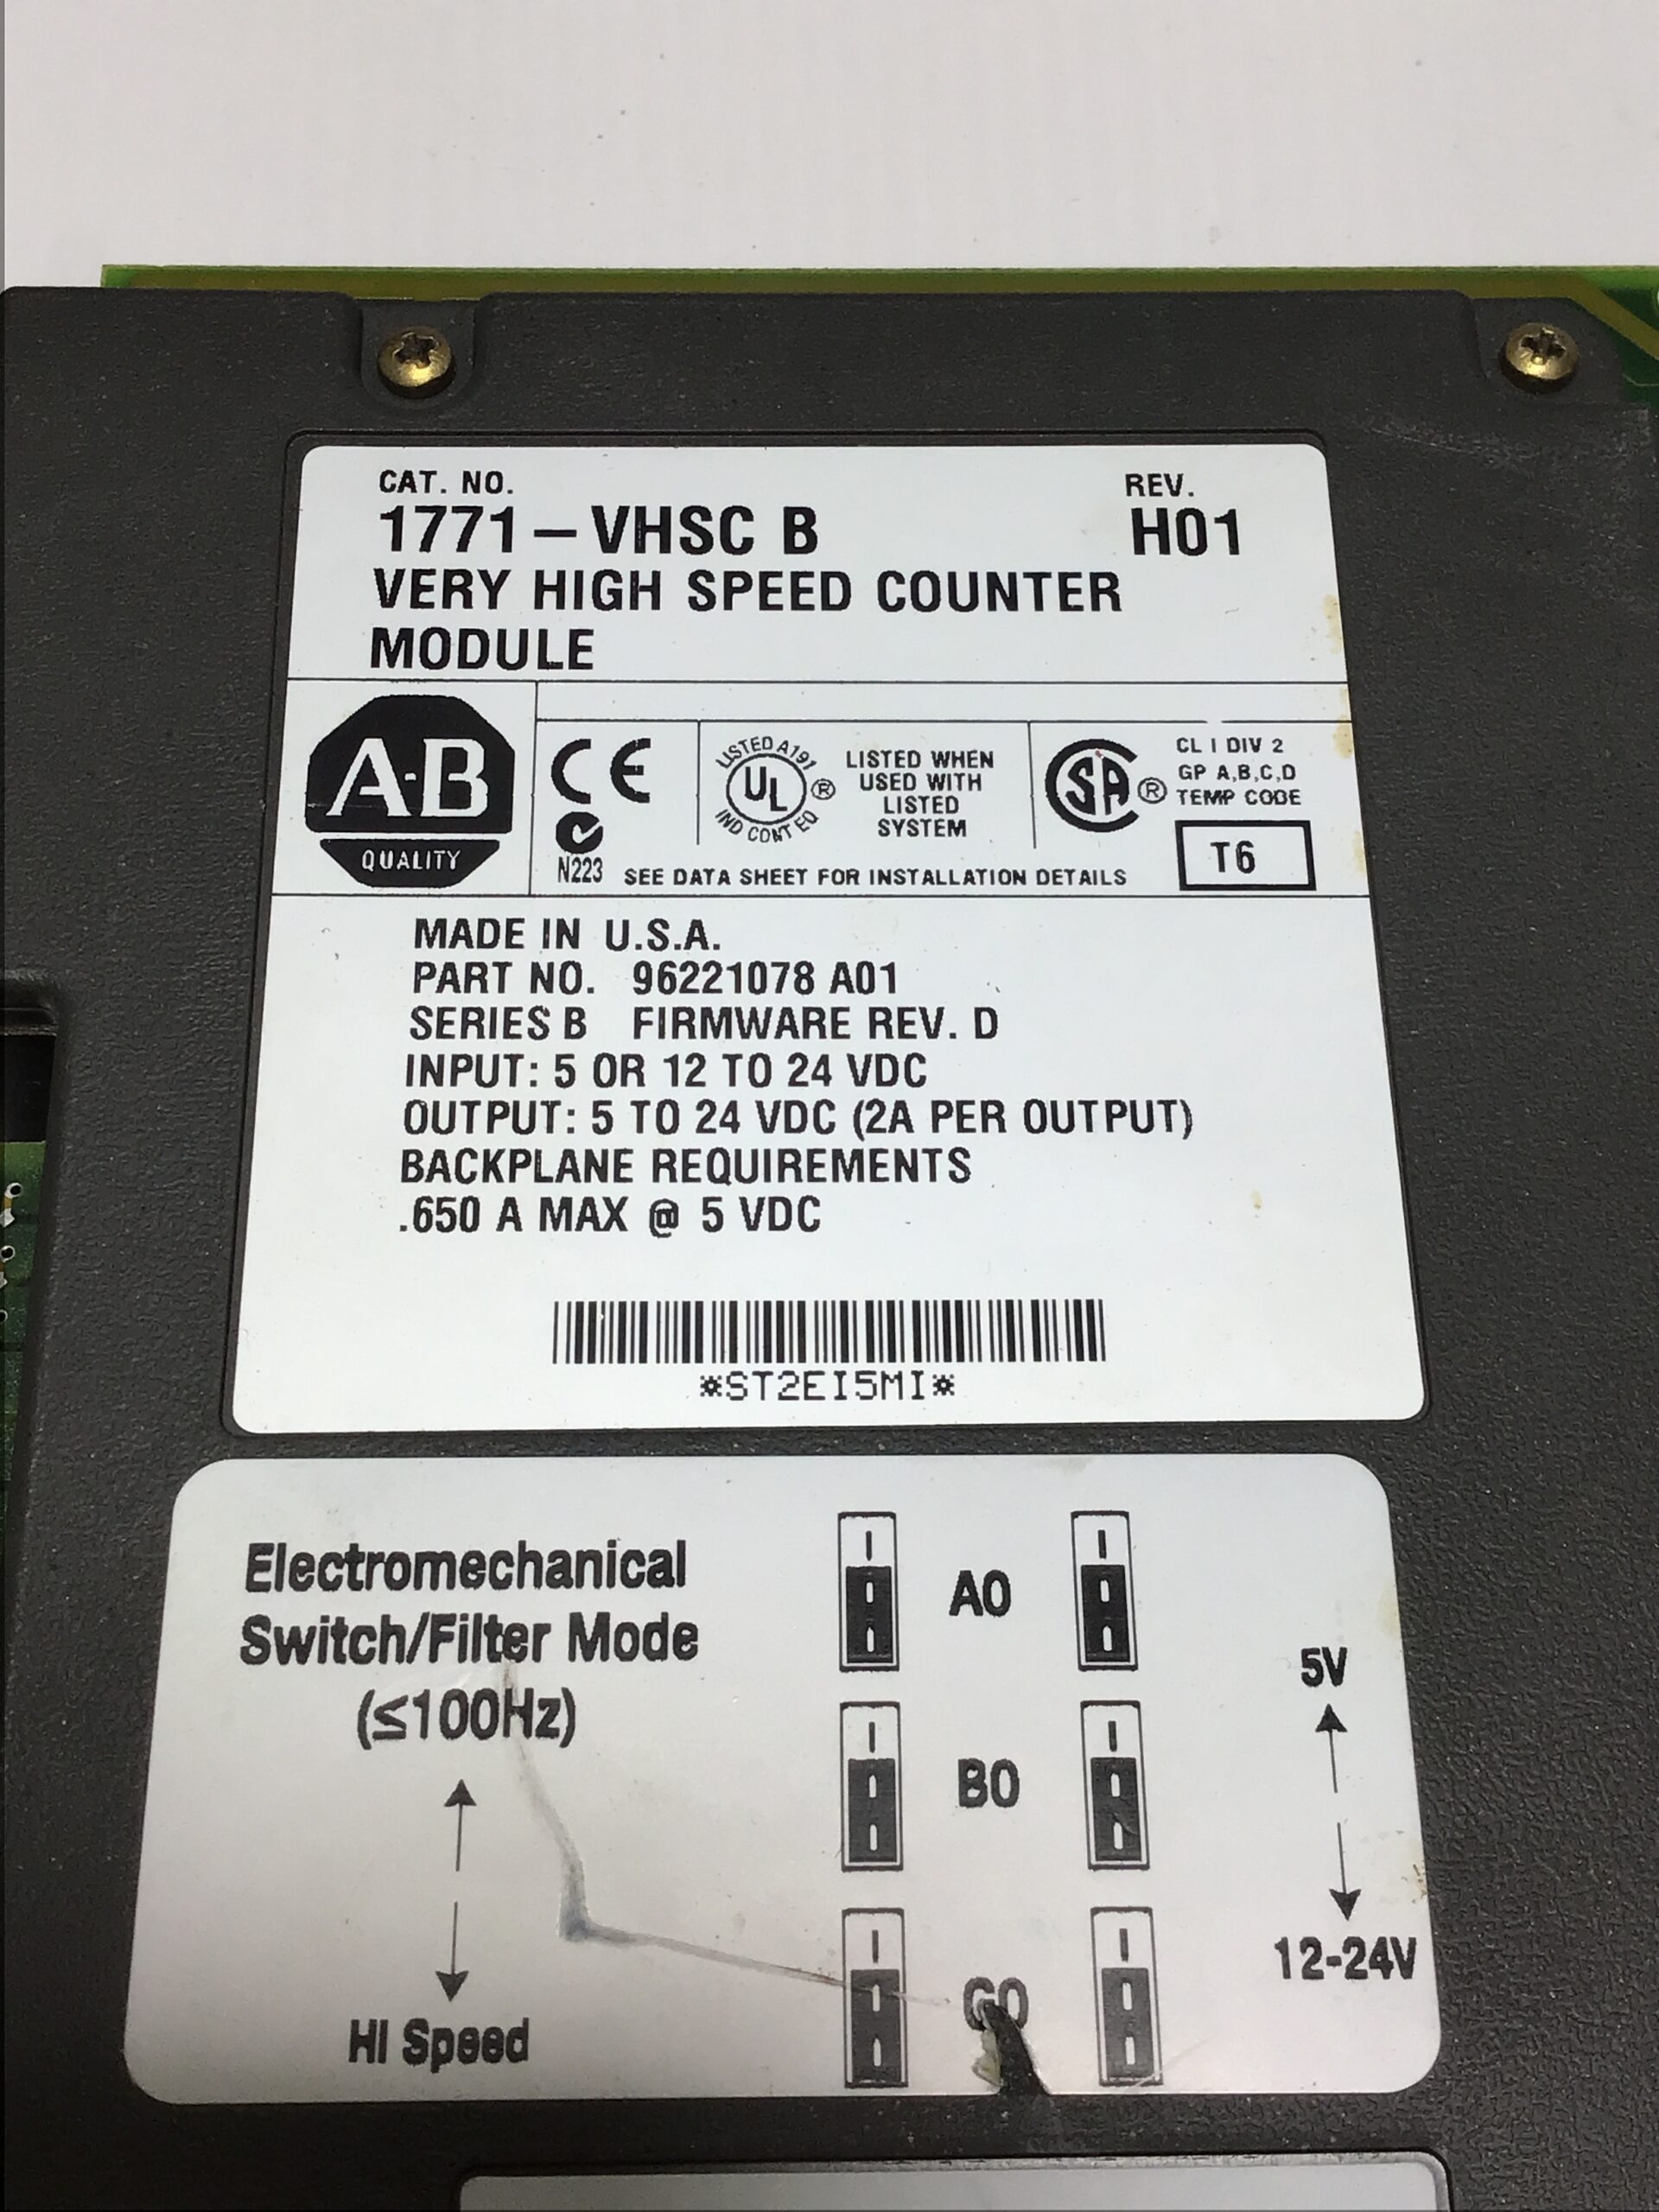 CAT. NO.
REV.
1771-VHSC B
H01
VERY HIGH SPEED COUNTER
MODULE
A-B
QUALITY
CE
N223
LISTED A191
UL ®
IND CONT EQ
LISTED WHEN
USED WITH
LISTED
SYSTEM
SA ®
CL I DIV 2
GP A,B,C,D
TEMP CODE
T6
SEE DATA SHEET FOR INSTALLATION DETAILS
MADE IN U.S.A.
PART NO. 96221078 A01
SERIES B FIRMWARE REV. D
INPUT: 5 OR 12 TO 24 VDC
OUTPUT: 5 TO 24 VDC (2A PER OUTPUT)
BACKPLANE REQUIREMENTS
.650 A MAX @ 5 VDC
*ST2EI5MI*
Electromechanical
Switch/Filter Mode
(≤100Hz)
HI Speed
A0
B0
G0
5V
12-24V